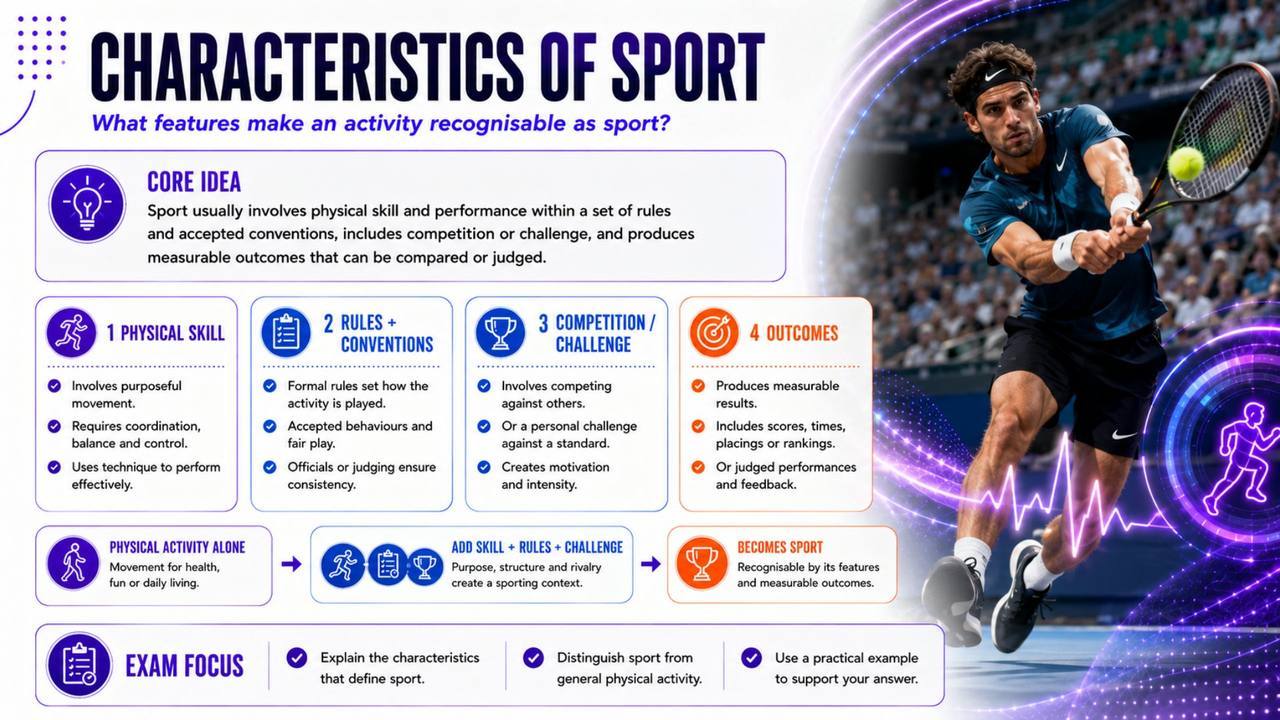 CHARACTERISTICS OF SPORT
What features make an activity recognisable as sport?
CORE IDEA
Sport usually involves physical skill and performance within a set of rules
and accepted conventions, includes competition or challenge, and produces
measurable outcomes that can be compared or judged.
1 PHYSICAL SKILL
Involves purposeful
movement.
Requires coordination,
balance and control.
Uses technique to perform
effectively.
2 RULES +
CONVENTIONS
Formal rules set how the
activity is played.
Accepted behaviours and
fair play.
Officials or judging ensure
consistency.
3 COMPETITION /
CHALLENGE
Involves competing
against others.
Or a personal challenge
against a standard.
Creates motivation
and intensity.
4 OUTCOMES
Produces measurable
results.
Includes scores, times,
placings or rankings.
Or judged performances
and feedback.
PHYSICAL ACTIVITY ALONE
Movement for health,
fun or daily living.
ADD SKILL + RULES + CHALLENGE
Purpose, structure and rivalry
create a sporting context.
BECOMES SPORT
Recognisable by its features
and measurable outcomes.
EXAM FOCUS
Explain the characteristics
that define sport.
Distinguish sport from
general physical activity.
Use a practical example
to support your answer.